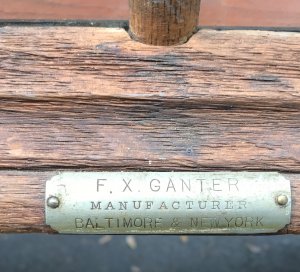 F. X. GANTER
MANUFACTURER
BALTIMORE & NEW YORK